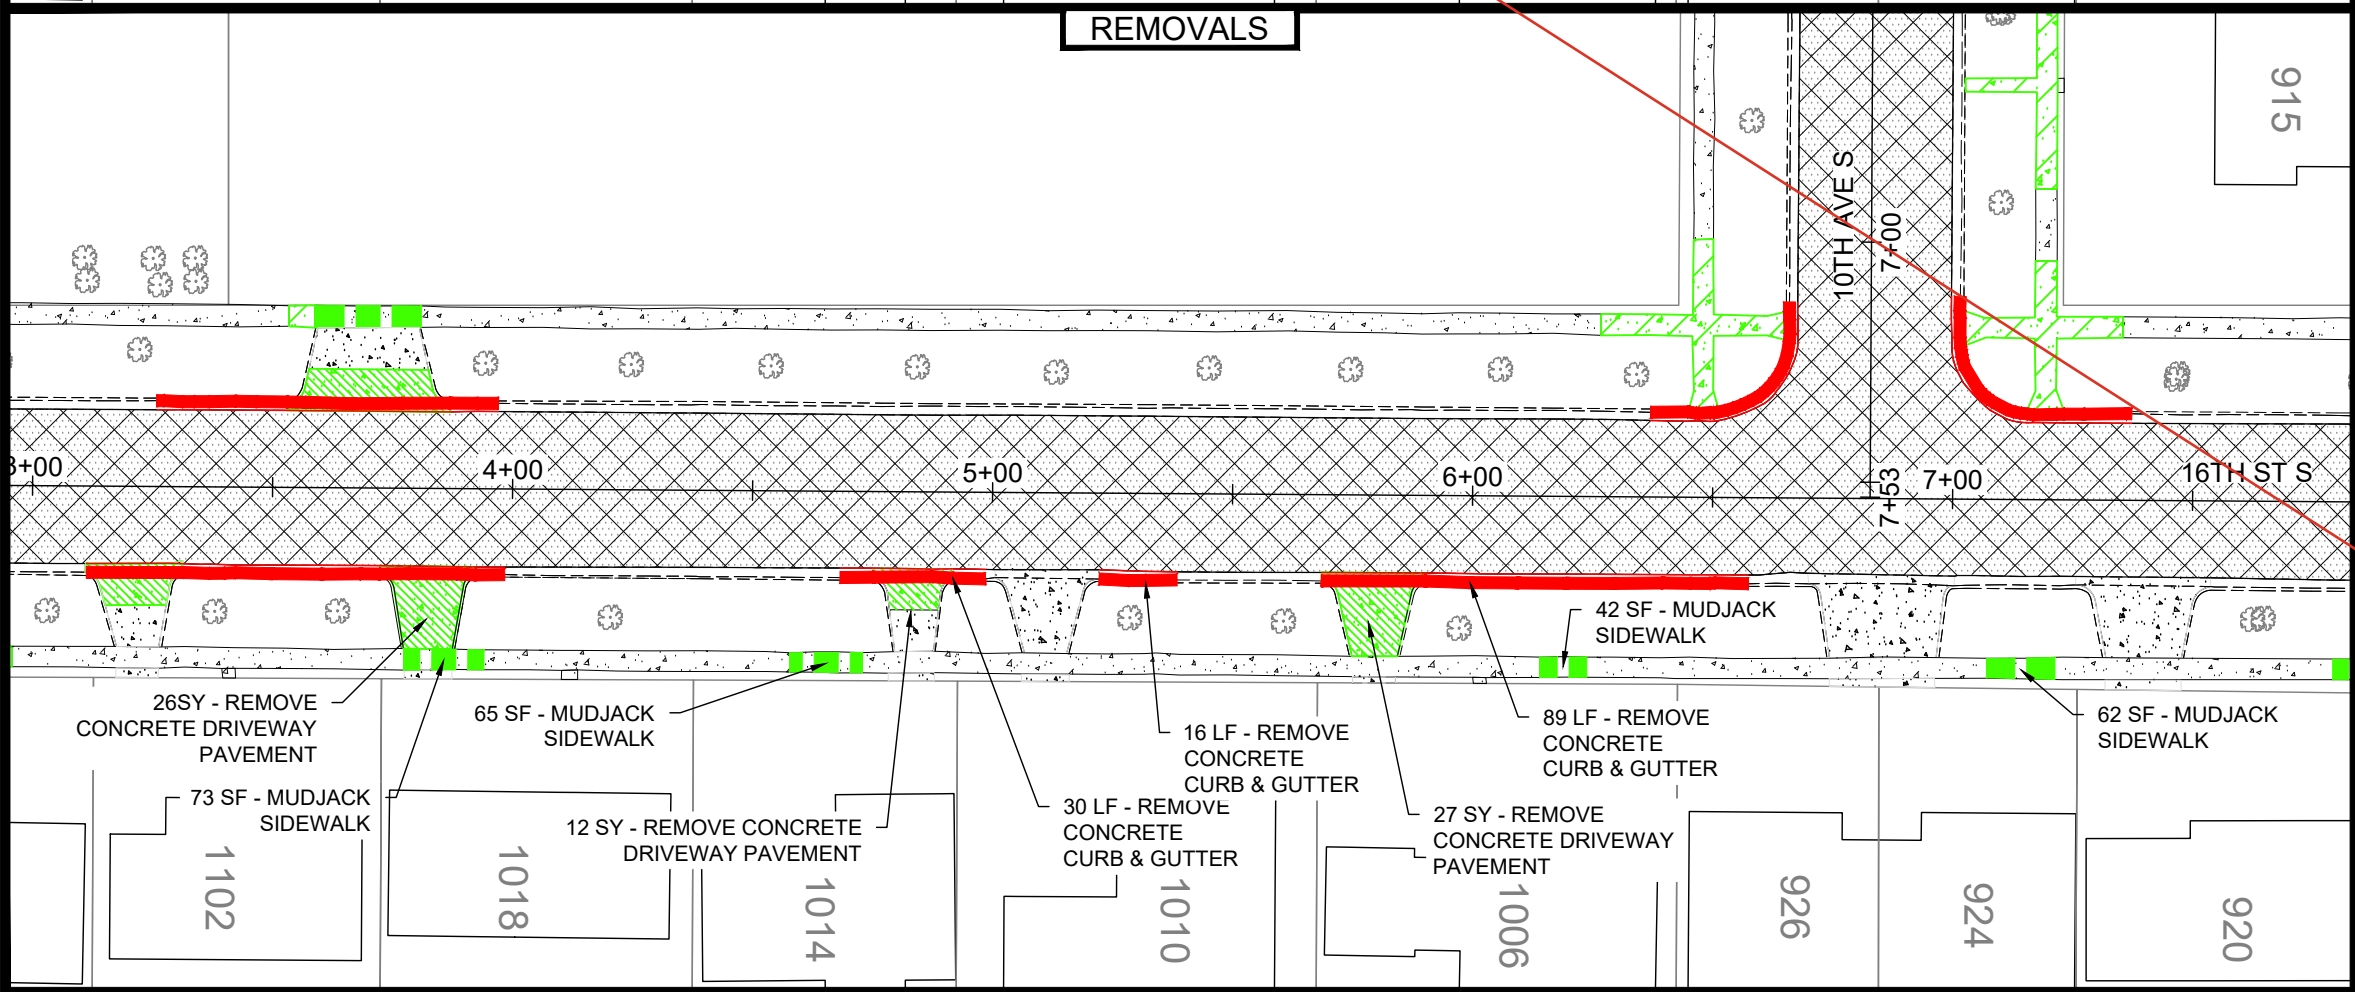 REMOVALS
915
10TH AVE S
7+00
3+00
4+00
5+00
6+00
7+53
7+00
16TH ST S
42 SF - MUDJACK
SIDEWALK
26SY - REMOVE
CONCRETE DRIVEWAY
PAVEMENT
65 SF - MUDJACK
SIDEWALK
16 LF - REMOVE
CONCRETE
CURB & GUTTER
89 LF - REMOVE
CONCRETE
CURB & GUTTER
62 SF - MUDJACK
SIDEWALK
73 SF - MUDJACK
SIDEWALK
12 SY - REMOVE CONCRETE
DRIVEWAY PAVEMENT
30 LF - REMOVE
CONCRETE
CURB & GUTTER
27 SY - REMOVE
CONCRETE DRIVEWAY
PAVEMENT
1102
1018
1014
1010
1006
926
924
920